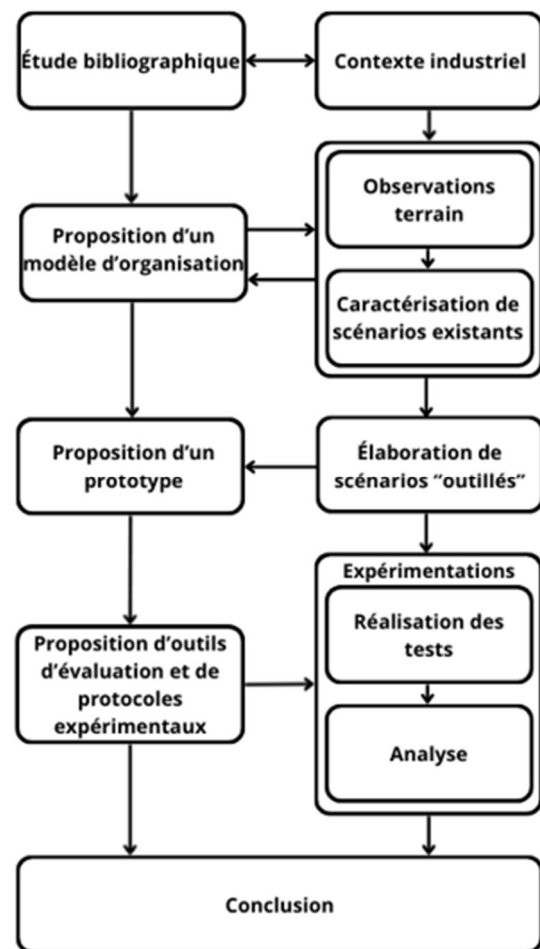 Étude bibliographique
Contexte industriel
Observations
terrain
Proposition d'un
modèle d'organisation
Caractérisation de
scénarios existants
Proposition d'un
prototype
Élaboration de
scénarios “outillés”
Expérimentations
Réalisation des
tests
Proposition d'outils
d'évaluation et de
protocoles
expérimentaux
Analyse
Conclusion